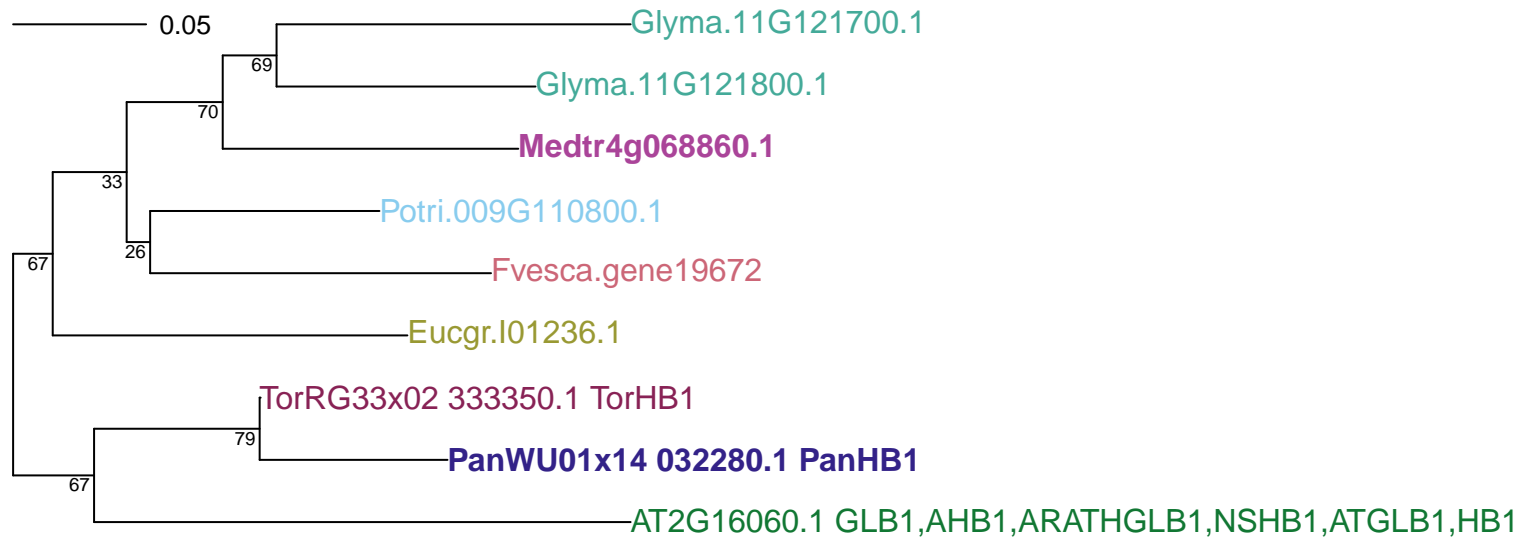 0.05
Glyma.11G121700.1
69
Glyma.11G121800.1
70
Medtr4g068860.1
33
Potri.009G110800.1
26
Fvesca.gene19672
67
Eucgr.I01236.1
TorRG33x02 333350.1 TorHB1
79
PanWU01x14 032280.1 PanHB1
67
AT2G16060.1 GLB1,AHB1,ARATHGLB1,NSHB1,ATGLB1,HB1